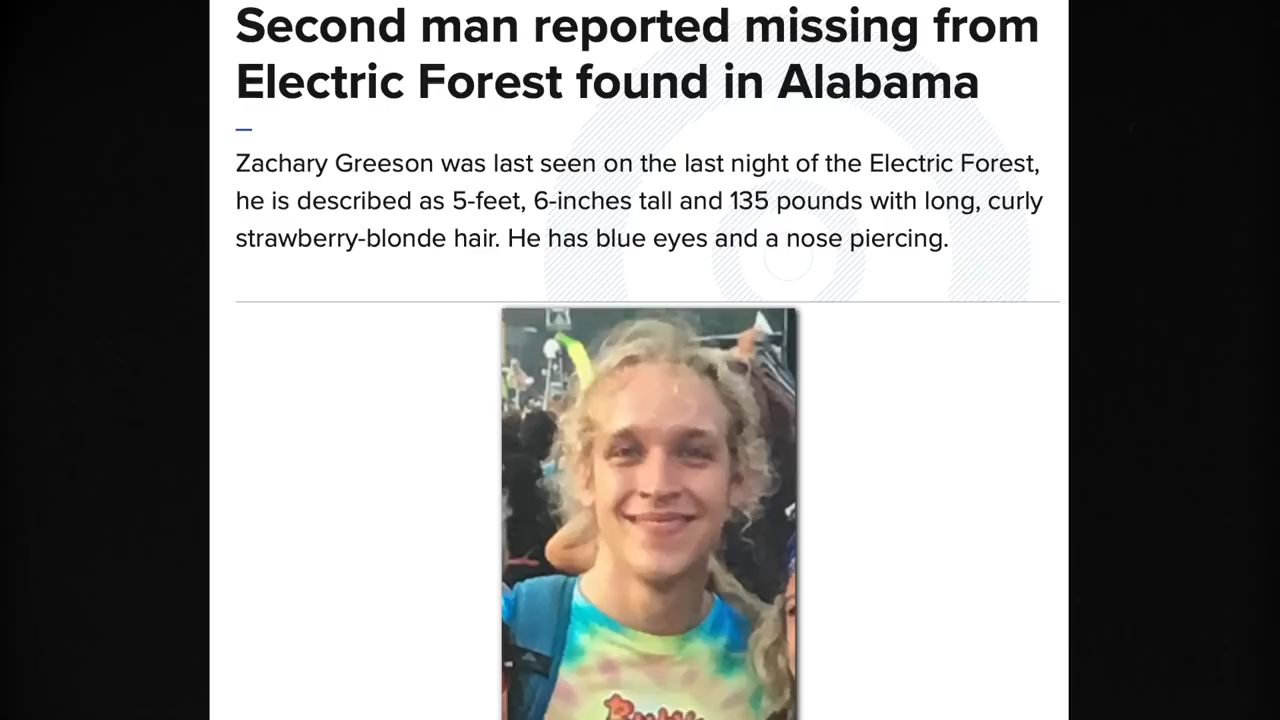 Second man reported missing from
Electric Forest found in Alabama
Zachary Greeson was last seen on the last night of the Electric Forest,
he is described as 5-feet, 6-inches tall and 135 pounds with long, curly
strawberry-blonde hair. He has blue eyes and a nose piercing.